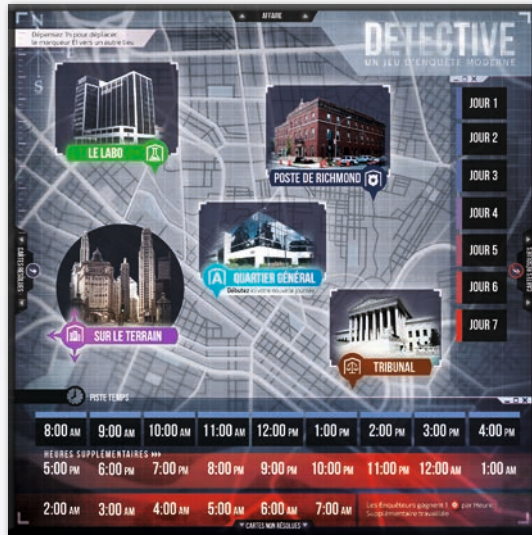 AFFAIRE
Dépensez 1h pour déplacer
le marqueur EI vers un autre lieu.
DETECTIVE
UN JEU D'ENQUÊTE MODERNE
N
S
JOUR 1
JOUR 2
JOUR 3
JOUR 4
JOUR 5
JOUR 6
JOUR 7
LE LABO
POSTE DE RICHMOND
QUARTIER GÉNÉRAL
Débutez ici votre nouvelle journée
SUR LE TERRAIN
TRIBUNAL
CARTES RÉSOLUES
PISTE TEMPS
8:00 AM 9:00 AM 10:00 AM 11:00 AM 12:00 PM 1:00 PM 2:00 PM 3:00 PM 4:00 PM
HEURES SUPPLÉMENTAIRES >>>
5:00 PM 6:00 PM 7:00 PM 8:00 PM 9:00 PM 10:00 PM 11:00 PM 12:00 AM 1:00 AM
2:00 AM 3:00 AM 4:00 AM 5:00 AM 6:00 AM 7:00 AM
Les Enquêteurs gagnent 1 par Heure
Supplémentaire travaillée
CARTES NON RÉSOLUES